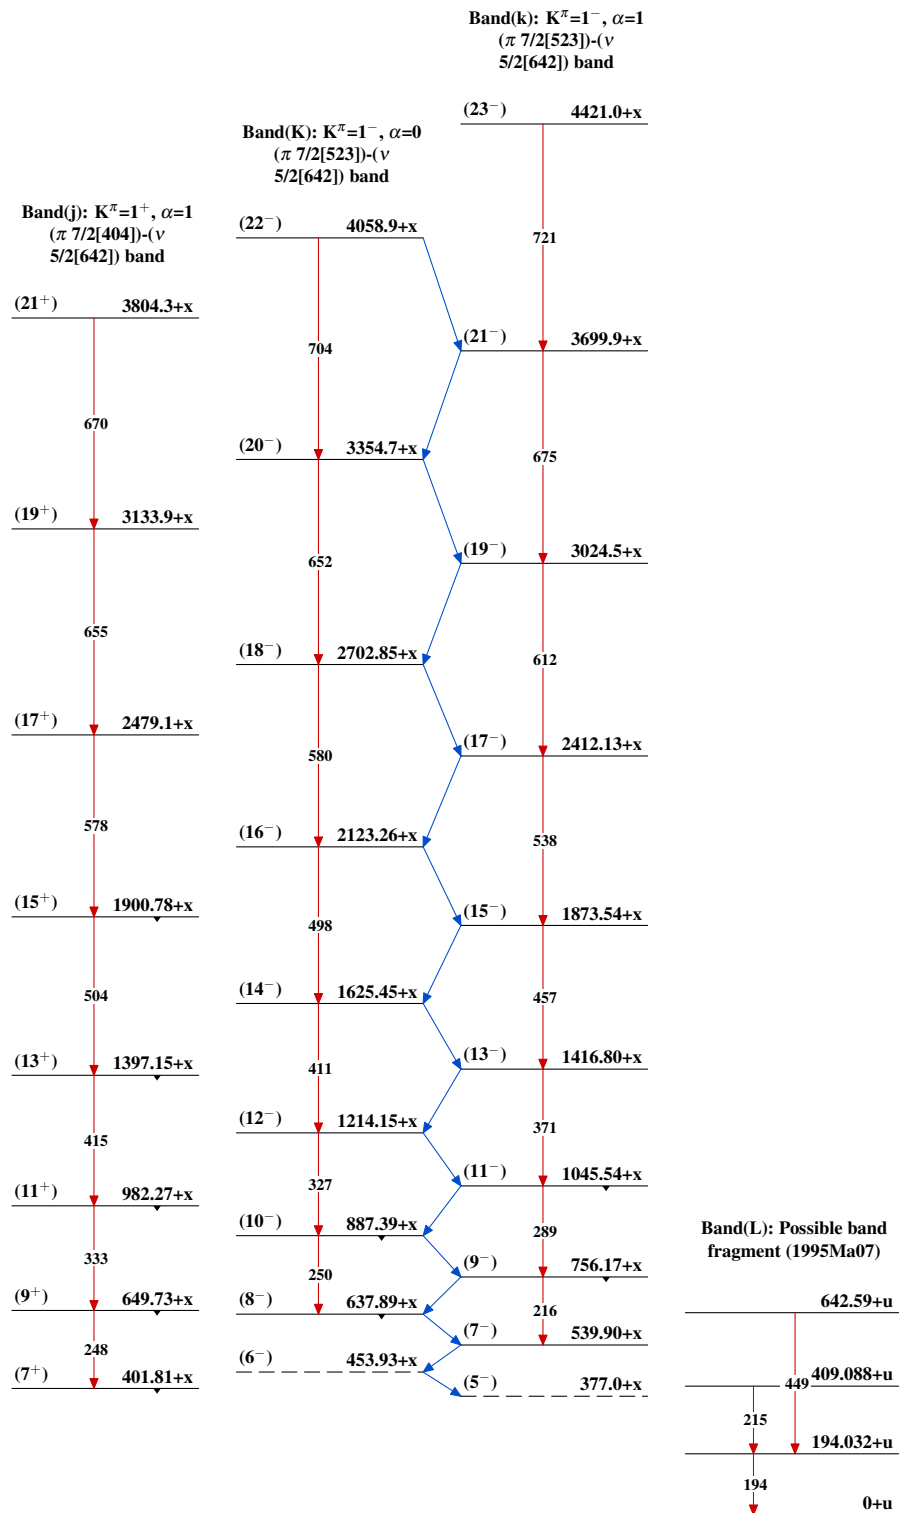 Band(j): K^π=1⁺, α=1
(π 7/2[404])-(ν
5/2[642]) band
(21⁺) 3804.3+x
670
(19⁺) 3133.9+x
655
(17⁺) 2479.1+x
578
(15⁺) 1900.78+x
504
(13⁺) 1397.15+x
415
(11⁺) 982.27+x
333
(9⁺) 649.73+x
248
(7⁺) 401.81+x
Band(K): K^π=1⁻, α=0
(π 7/2[523])-(ν
5/2[642]) band
(22⁻) 4058.9+x
704
(20⁻) 3354.7+x
652
(18⁻) 2702.85+x
580
(16⁻) 2123.26+x
498
(14⁻) 1625.45+x
411
(12⁻) 1214.15+x
327
(10⁻) 887.39+x
250
(8⁻) 637.89+x
(6⁻) 453.93+x
Band(k): K^π=1⁻, α=1
(π 7/2[523])-(ν
5/2[642]) band
(23⁻) 4421.0+x
721
(21⁻) 3699.9+x
675
(19⁻) 3024.5+x
612
(17⁻) 2412.13+x
538
(15⁻) 1873.54+x
457
(13⁻) 1416.80+x
371
(11⁻) 1045.54+x
289
(9⁻) 756.17+x
216
(7⁻) 539.90+x
(5⁻) 377.0+x
Band(L): Possible band
fragment (1995Ma07)
642.59+u
449
409.088+u
215
194.032+u
194
0+u